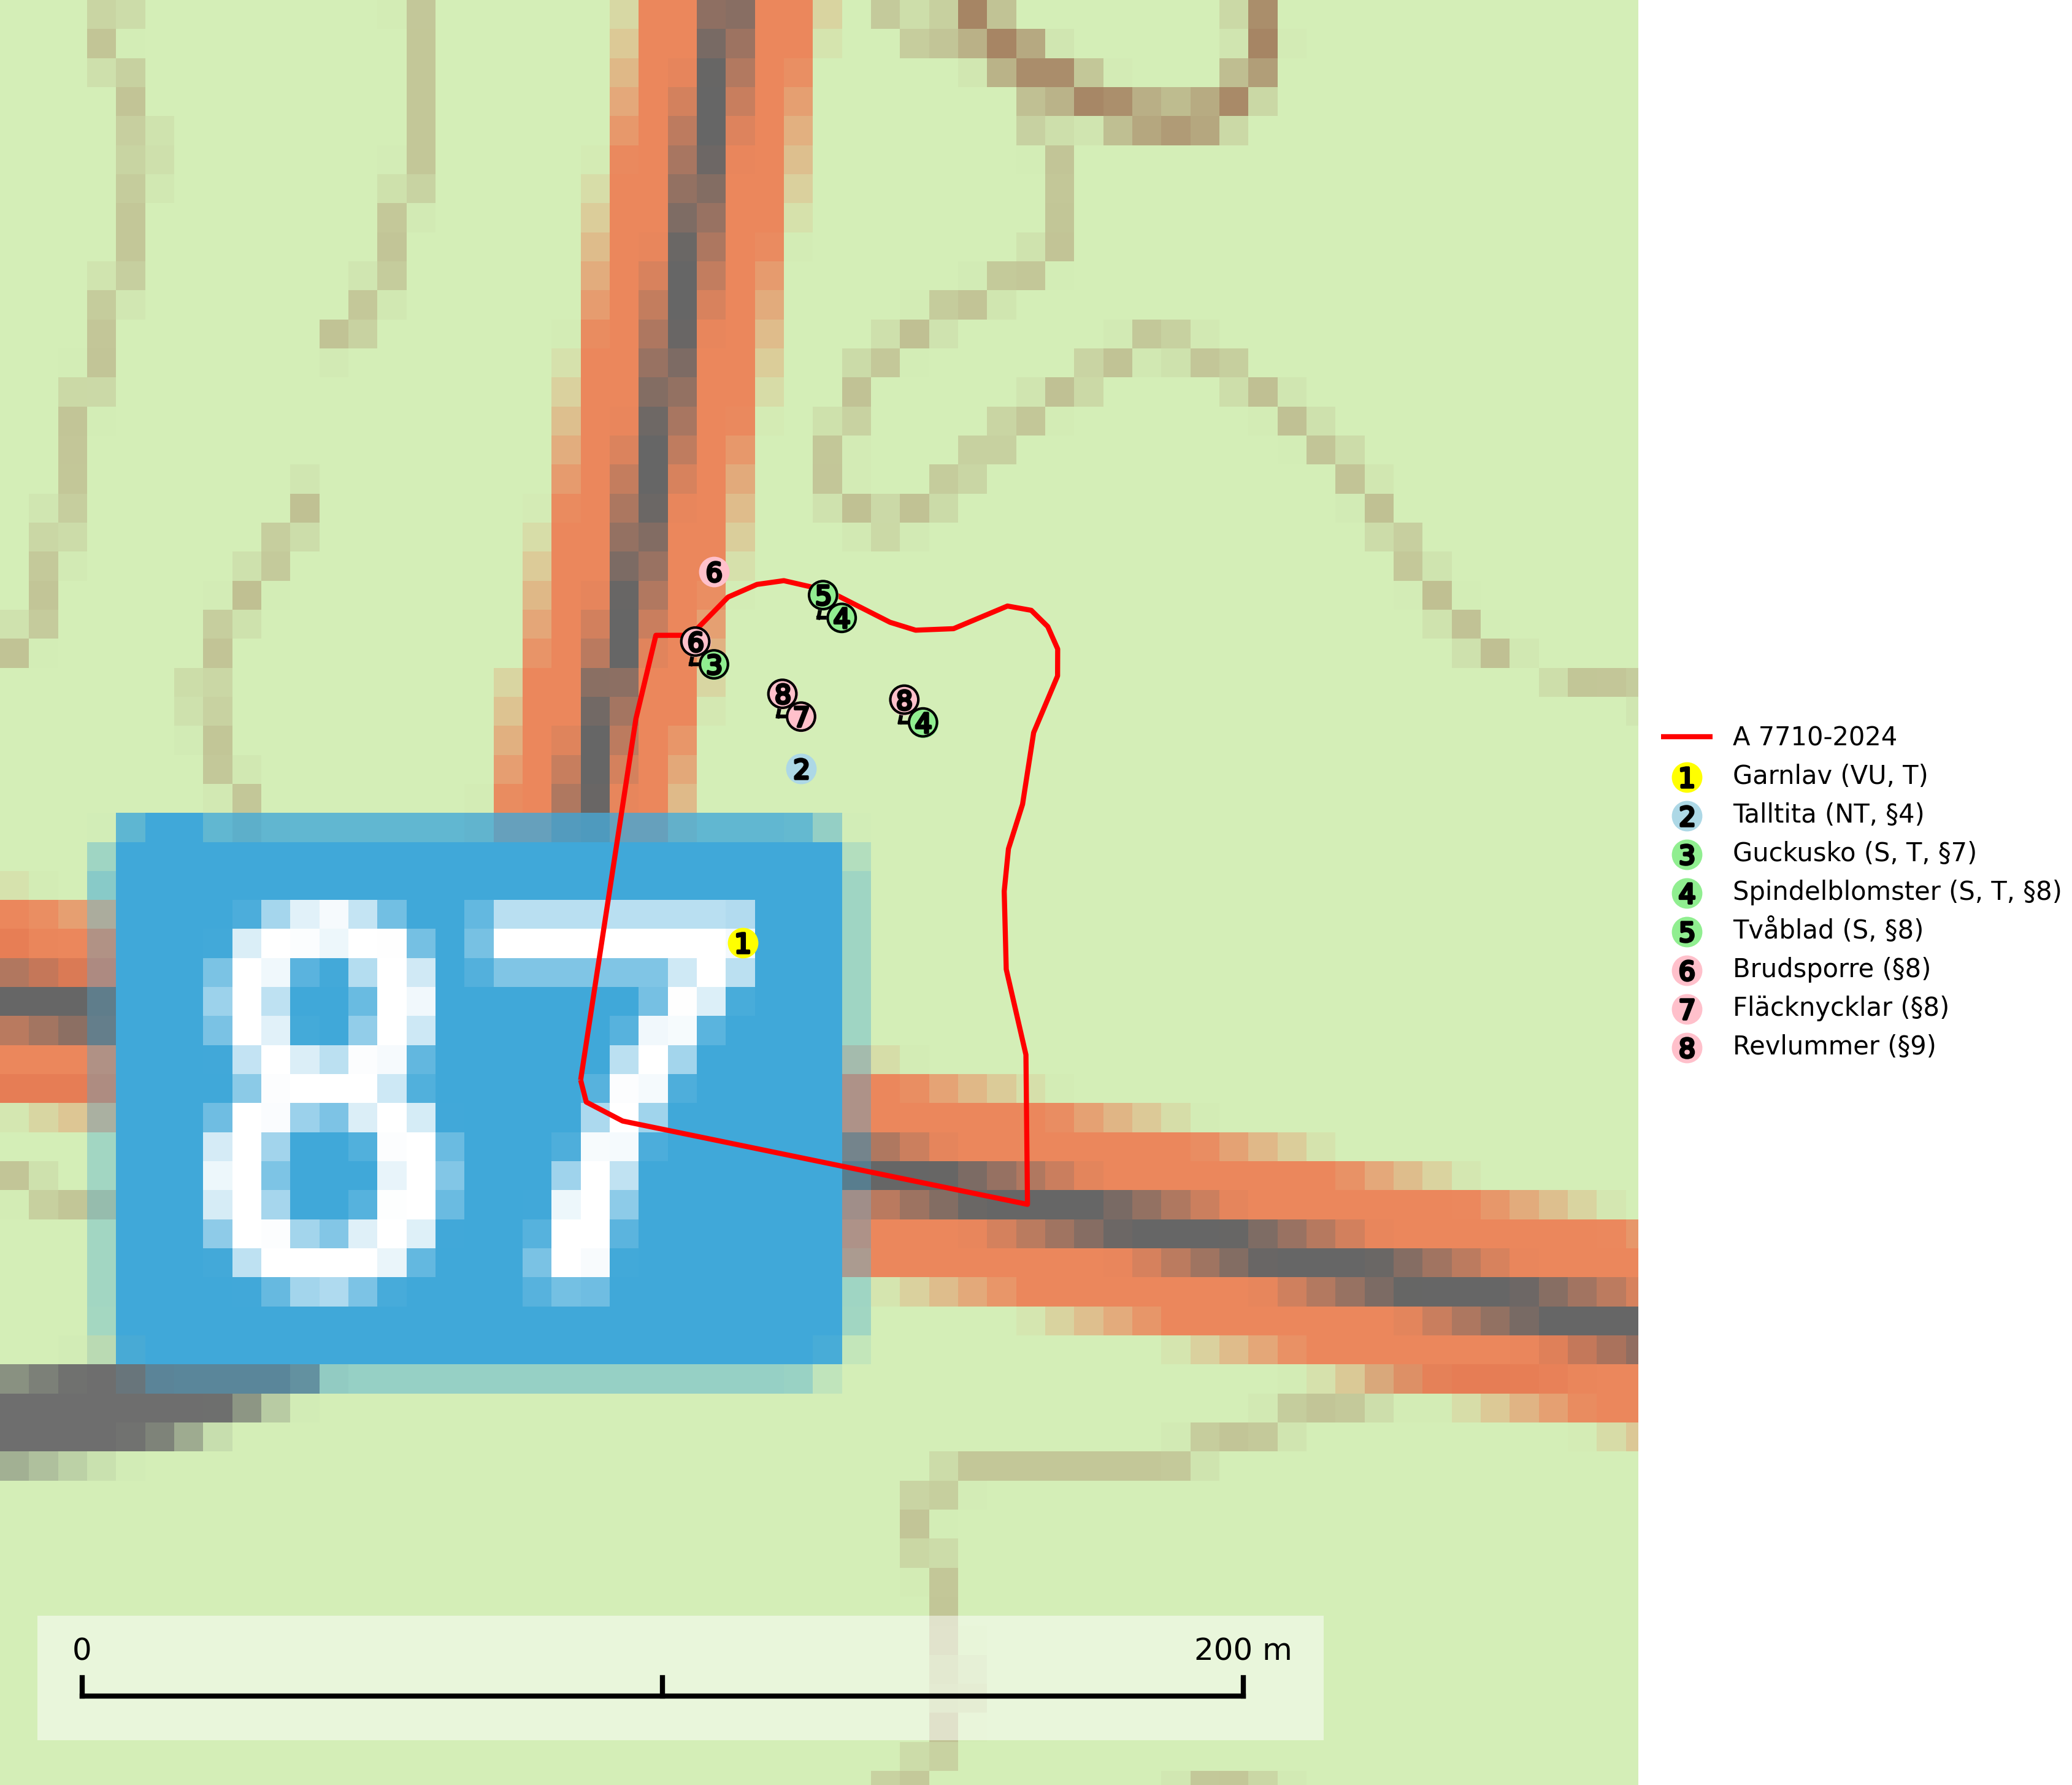 6
5
4
6
3
8
7
8
4
2
87
1
A 7710-2024
1 Garnlav (VU, T)
2 Talltita (NT, §4)
3 Guckusko (S, T, §7)
4 Spindelblomster (S, T, §8)
5 Tvåblad (S, §8)
6 Brudsporre (§8)
7 Fläcknycklar (§8)
8 Revlummer (§9)
0 200 m